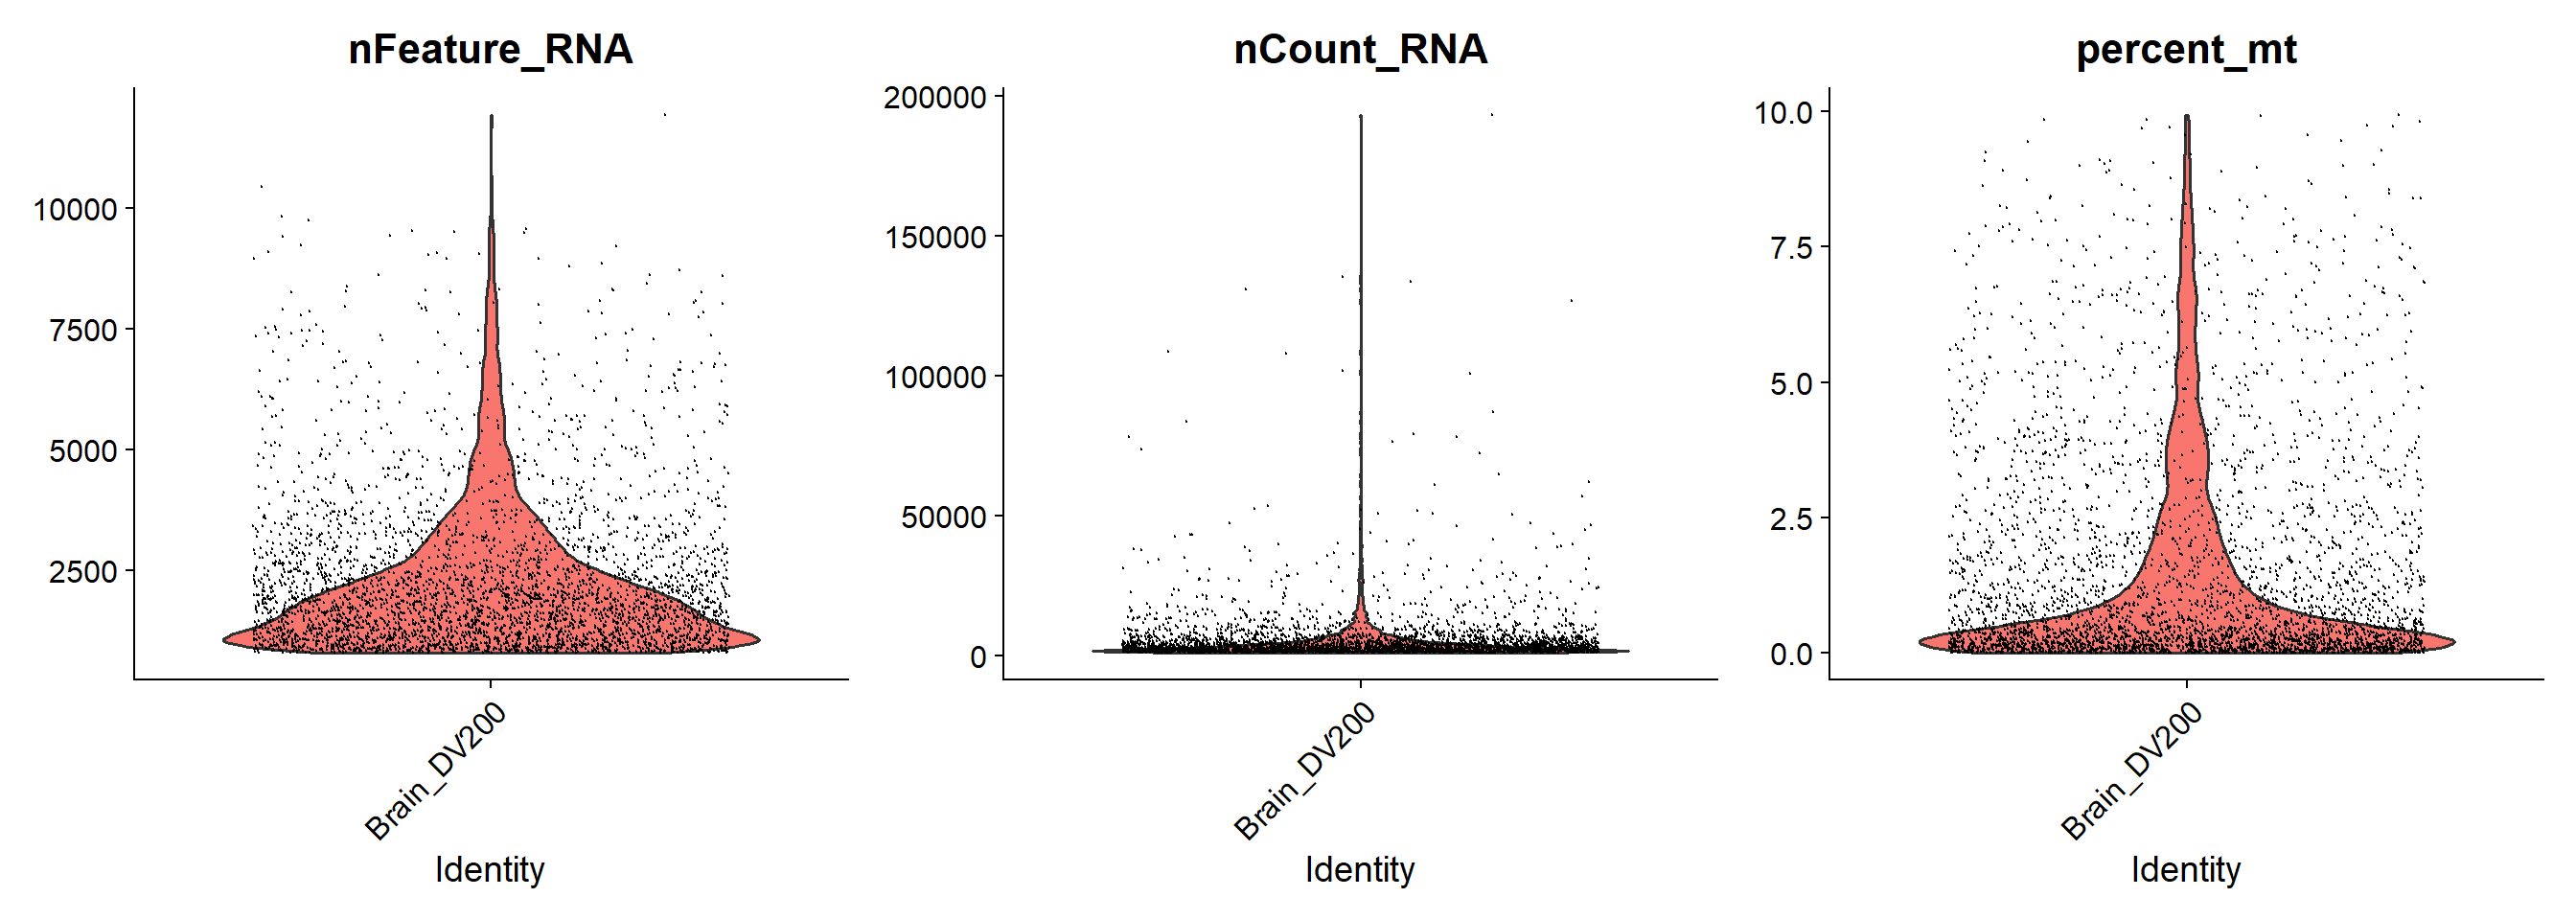 nFeature_RNA
10000
7500
5000
2500
Brain_DV200
Identity
nCount_RNA
200000
150000
100000
50000
0
Brain_DV200
Identity
percent_mt
10.0
7.5
5.0
2.5
0.0
Brain_DV200
Identity